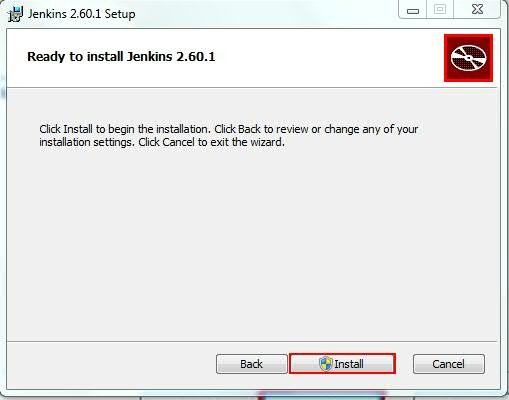 Jenkins 2.60.1 Setup
Ready to install Jenkins 2.60.1
Click Install to begin the installation. Click Back to review or change any of your
installation settings. Click Cancel to exit the wizard.
Back
Install
Cancel